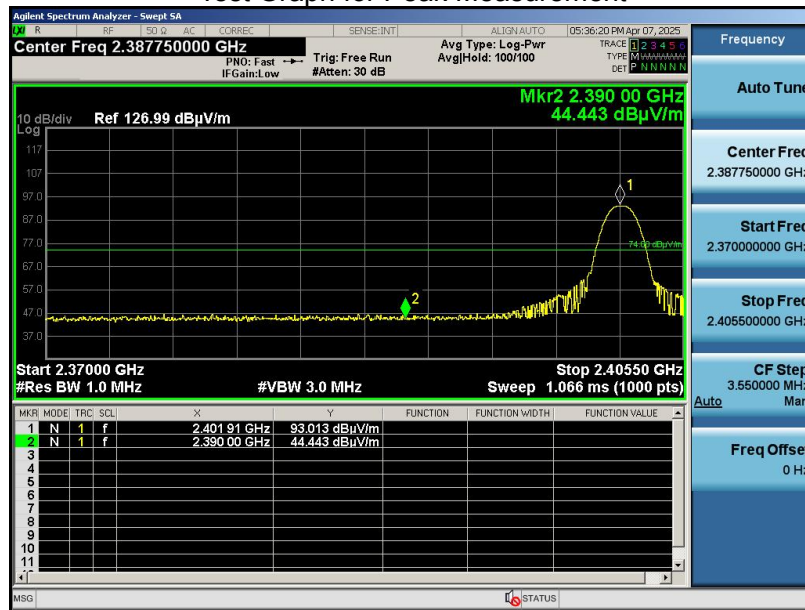 Agilent Spectrum Analyzer - Swept SA
LXI R RF 50 Ω AC CORREC SENSE:INT ALIGN AUTO 05:36:20 PM Apr 07, 2025
Center Freq 2.387750000 GHz
PNO: Fast
IFGain:Low
Trig: Free Run
#Atten: 30 dB
Avg Type: Log-Pwr
Avg|Hold: 100/100
TRACE 1 2 3 4 5 6
TYPE M
DET P N N N N N
Mkr2 2.390 00 GHz
44.443 dBµV/m
10 dB/div Ref 126.99 dBµV/m
Log
117
107
97.0
87.0
77.0
67.0
57.0
47.0
37.0
1
2
74.00 dBµV/m
Start 2.37000 GHz Stop 2.40550 GHz
#Res BW 1.0 MHz #VBW 3.0 MHz Sweep 1.066 ms (1000 pts)
MKR MODE TRC SCL X Y FUNCTION FUNCTION WIDTH FUNCTION VALUE
1 N 1 f 2.401 91 GHz 93.013 dBµV/m
2 N 1 f 2.390 00 GHz 44.443 dBµV/m
3
4
5
6
7
8
9
10
11
MSG STATUS
Frequency
Auto Tune
Center Freq
2.387750000 GHz
Start Freq
2.370000000 GHz
Stop Freq
2.405500000 GHz
CF Step
3.550000 MHz
Auto Man
Freq Offset
0 Hz